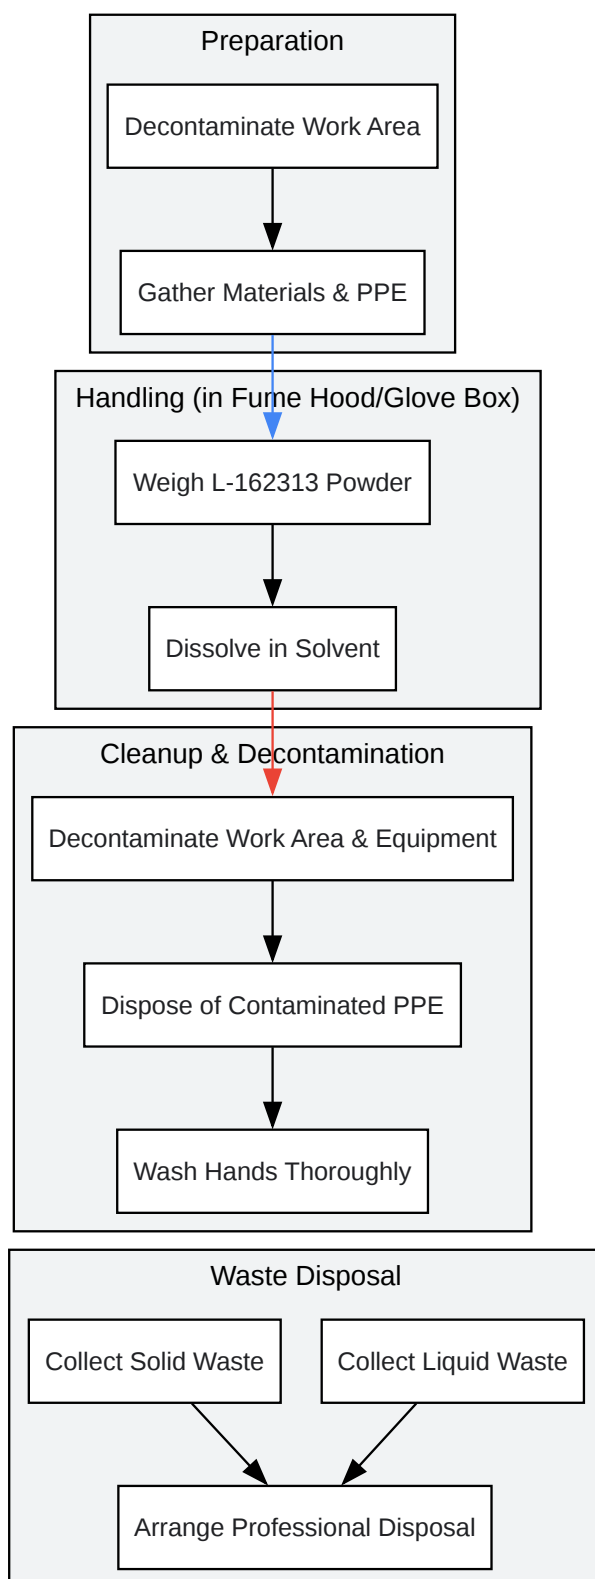 Preparation
Decontaminate Work Area
Gather Materials & PPE
Handling (in Fume Hood/Glove Box)
Weigh L-162313 Powder
Dissolve in Solvent
Cleanup & Decontamination
Decontaminate Work Area & Equipment
Dispose of Contaminated PPE
Wash Hands Thoroughly
Waste Disposal
Collect Solid Waste
Collect Liquid Waste
Arrange Professional Disposal